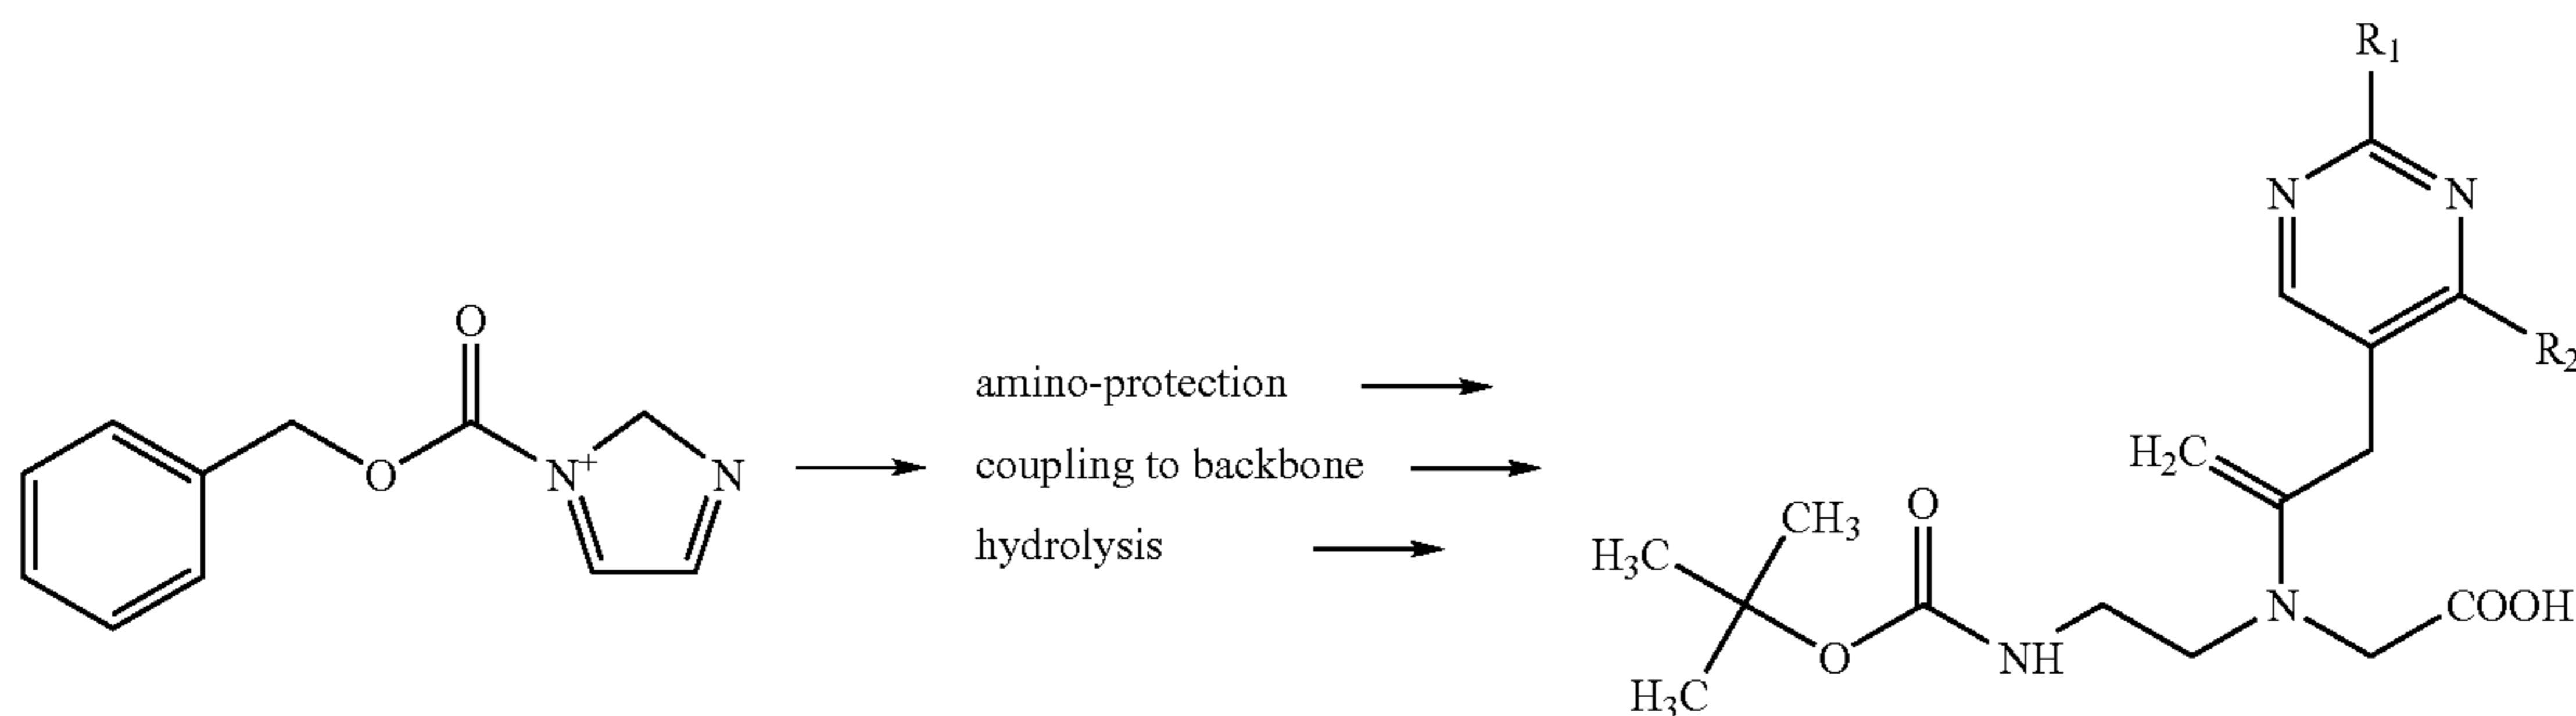 R₁
N
N
R₂
O
O
N⁺
N
amino-protection
coupling to backbone
hydrolysis
H₂C
O
CH₃
H₃C
H₃C
O
NH
N
COOH